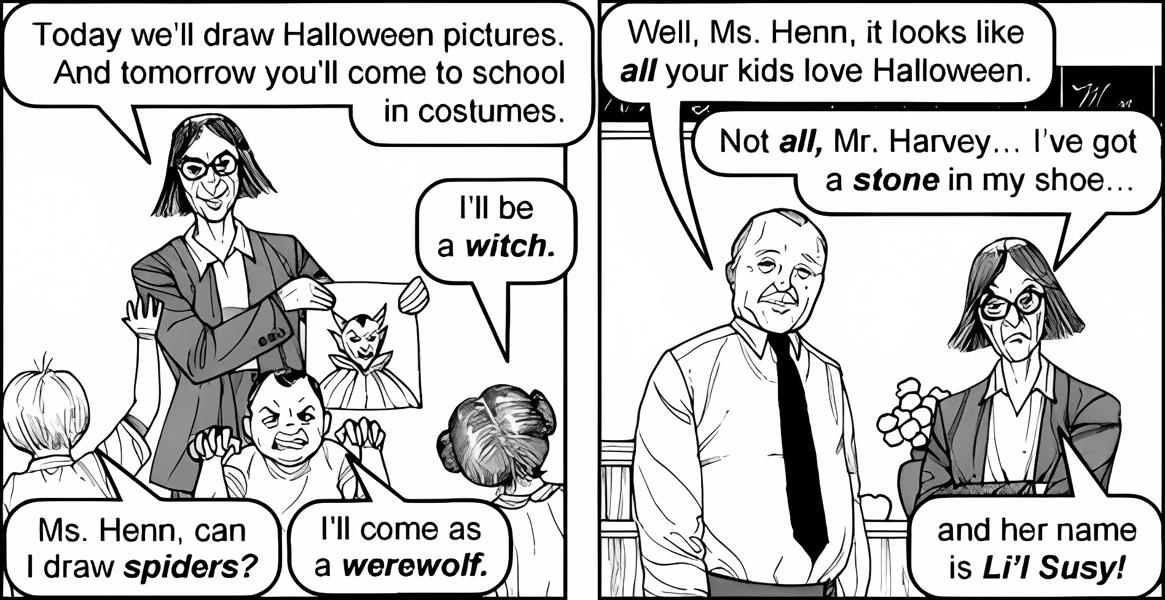 Today we'll draw Halloween pictures.
And tomorrow you'll come to school
in costumes.
I'll be
a witch.
Ms. Henn, can
I draw spiders?
I'll come as
a werewolf.
Well, Ms. Henn, it looks like
all your kids love Halloween.
Not all, Mr. Harvey... I've got
a stone in my shoe...
and her name
is Li'l Susy!